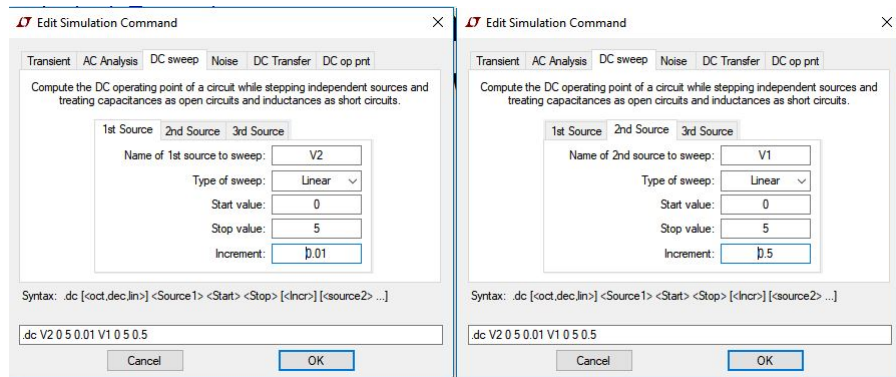 Edit Simulation Command
Transient AC Analysis DC sweep Noise DC Transfer DC op pnt
Compute the DC operating point of a circuit while stepping independent sources and
treating capacitances as open circuits and inductances as short circuits.
1st Source 2nd Source 3rd Source
Name of 1st source to sweep: V2
Type of sweep: Linear
Start value: 0
Stop value: 5
Increment: 0.01
Syntax: .dc [<oct,dec,lin>] <Source1> <Start> <Stop> [<Incr>] [<source2> ...]
.dc V2 0 5 0.01 V1 0 5 0.5
Cancel OK
Edit Simulation Command
Transient AC Analysis DC sweep Noise DC Transfer DC op pnt
Compute the DC operating point of a circuit while stepping independent sources and
treating capacitances as open circuits and inductances as short circuits.
1st Source 2nd Source 3rd Source
Name of 2nd source to sweep: V1
Type of sweep: Linear
Start value: 0
Stop value: 5
Increment: 0.5
Syntax: .dc [<oct,dec,lin>] <Source1> <Start> <Stop> [<Incr>] [<source2> ...]
.dc V2 0 5 0.01 V1 0 5 0.5
Cancel OK